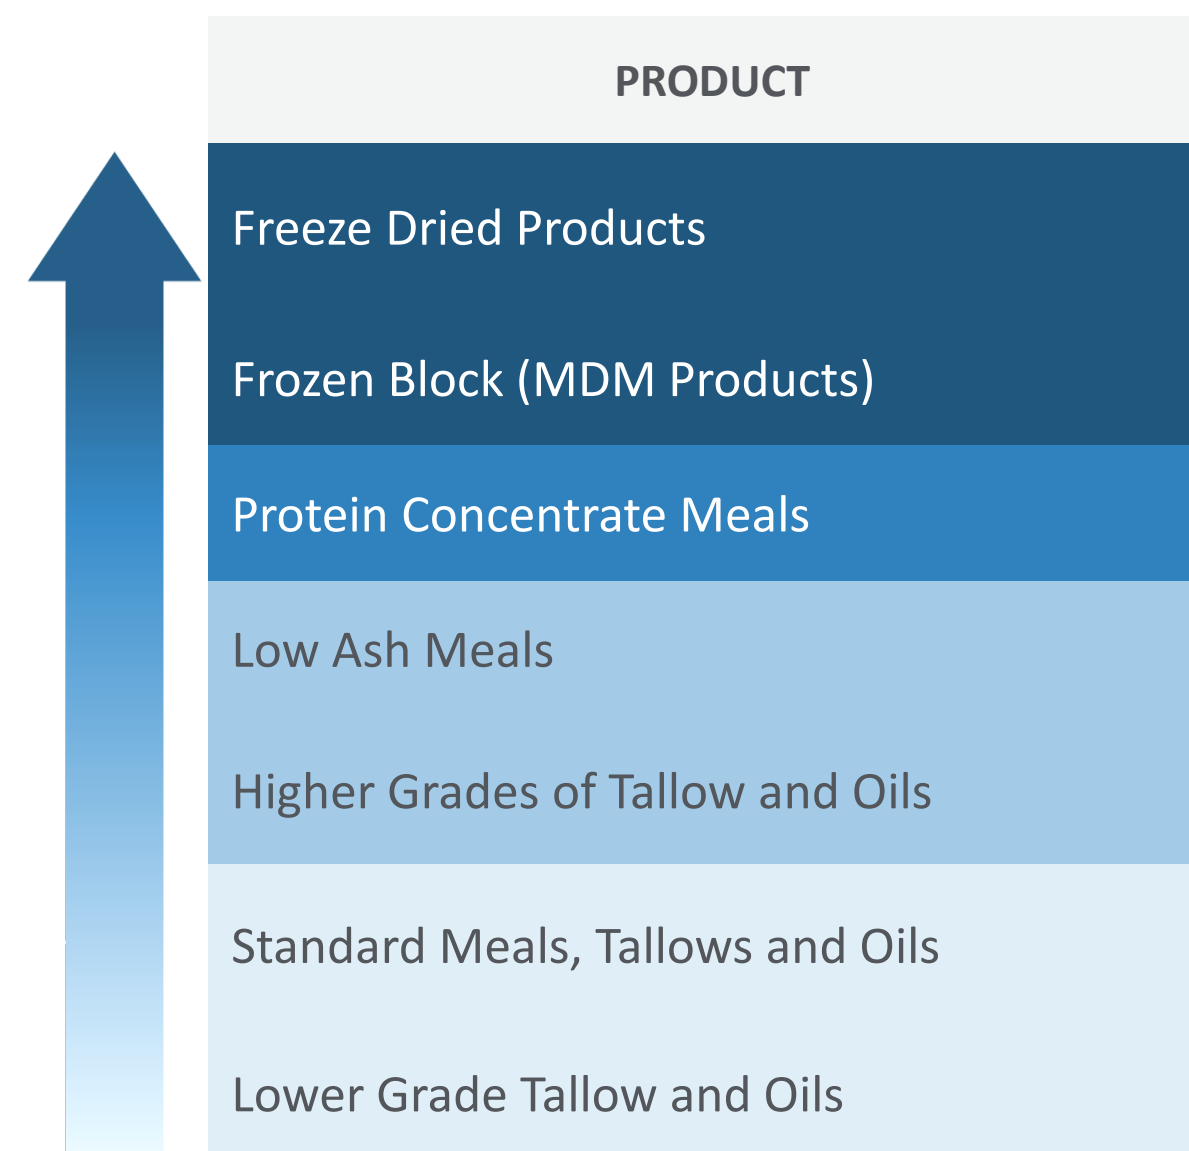 PRODUCT
Freeze Dried Products
Frozen Block (MDM Products)
Protein Concentrate Meals
Low Ash Meals
Higher Grades of Tallow and Oils
Standard Meals, Tallows and Oils
Lower Grade Tallow and Oils